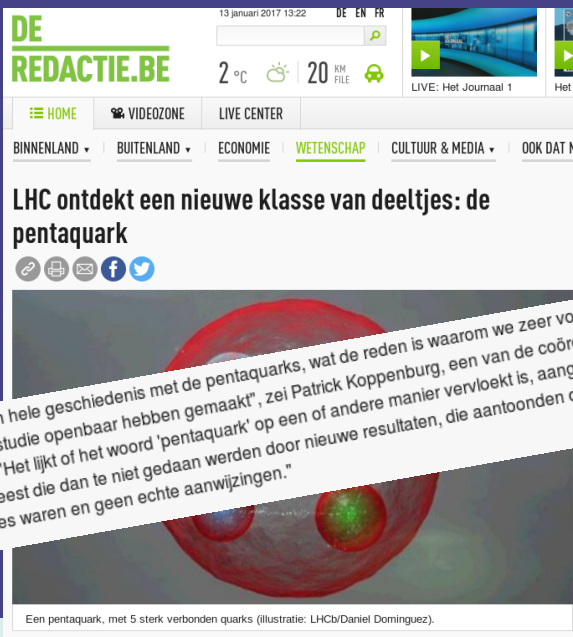 DE
REDACTIE.BE
13 januari 2017 13:22 DE EN FR
2 °C 20 KM FILE
LIVE: Het Journaal 1 Het
HOME VIDEOZONE LIVE CENTER
BINNENLAND ▼ BUITENLAND ▼ ECONOMIE WETENSCHAP CULTUUR & MEDIA ▼ OOK DAT
LHC ontdekt een nieuwe klasse van deeltjes: de
pentaquark
hele geschiedenis met de pentaquarks, wat de reden is waarom we zeer vo
studie openbaar hebben gemaakt", zei Patrick Koppenburg, een van de coör
"Het lijkt of het woord 'pentaquark' op een of andere manier vervloekt is, aang
eest die dan te niet gedaan werden door nieuwe resultaten, die aantoonden
es waren en geen echte aanwijzingen."
Een pentaquark, met 5 sterk verbonden quarks (illustratie: LHCb/Daniel Dominguez).